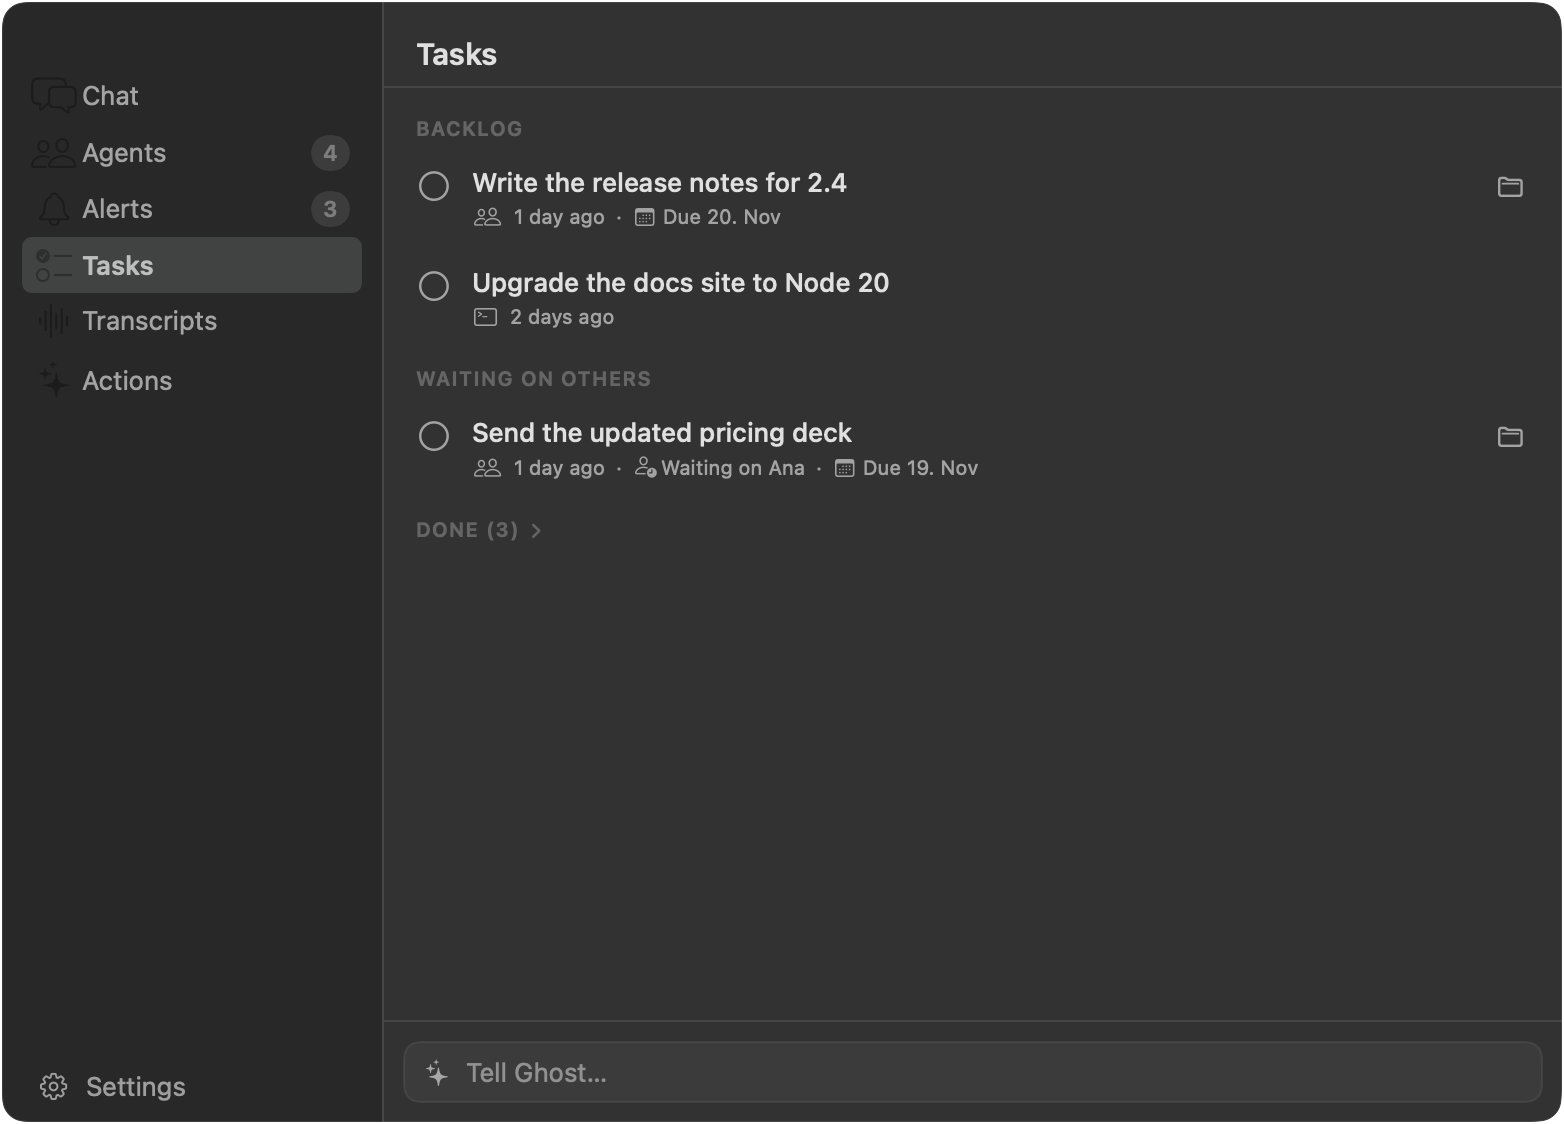 Chat
Agents 4
Alerts 3
Tasks
Transcripts
Actions
Settings
Tasks
BACKLOG
Write the release notes for 2.4
1 day ago · Due 20. Nov
Upgrade the docs site to Node 20
2 days ago
WAITING ON OTHERS
Send the updated pricing deck
1 day ago · Waiting on Ana · Due 19. Nov
DONE (3)
Tell Ghost...